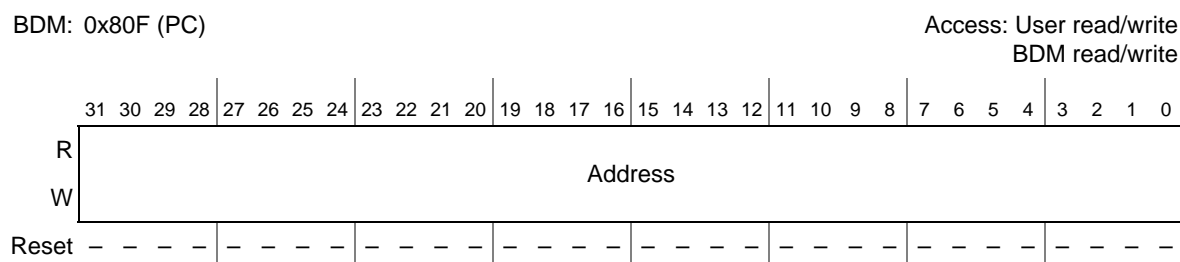 BDM: 0x80F (PC) Access: User read/write
BDM read/write
31 30 29 28 27 26 25 24 23 22 21 20 19 18 17 16 15 14 13 12 11 10 9 8 7 6 5 4 3 2 1 0
R
Address
W
Reset – – – – – – – – – – – – – – – – – – – – – – – – – – – – – – – –